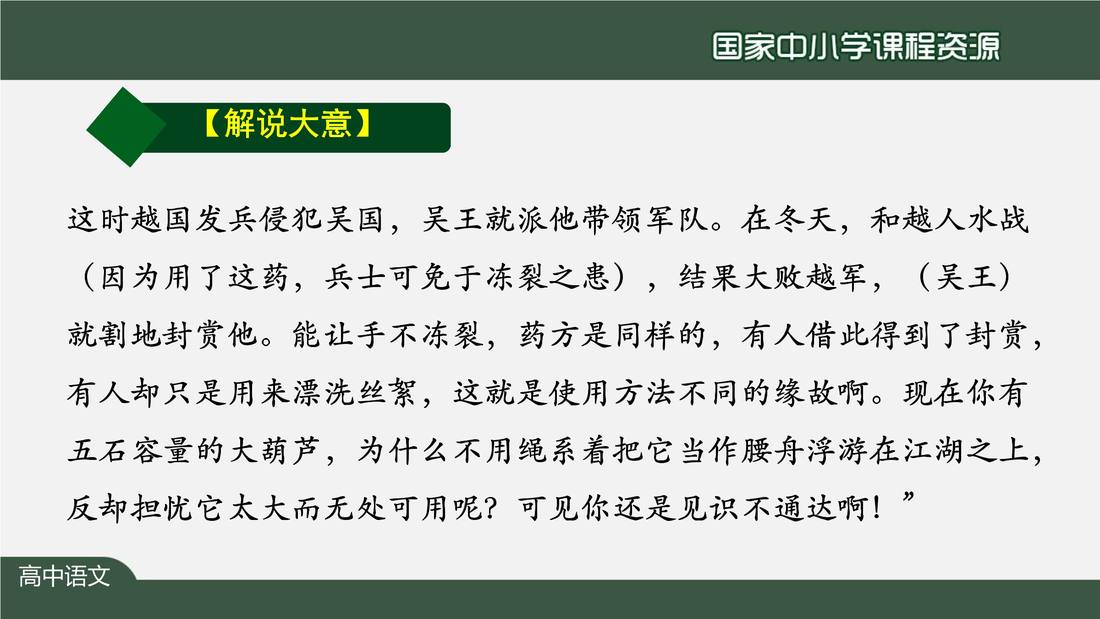 国家中小学课程资源
【解说大意】
这时越国发兵侵犯吴国，吴王就派他带领军队。在冬天，和越人水战
（因为用了这药，兵士可免于冻裂之患），结果大败越军，（吴王）
就割地封赏他。能让手不冻裂，药方是同样的，有人借此得到了封赏，
有人却只是用来漂洗丝絮，这就是使用方法不同的缘故啊。现在你有
五石容量的大葫芦，为什么不用绳系着把它当作腰舟浮游在江湖之上，
反却担忧它太大而无处可用呢？可见你还是见识不通达啊！”
高中语文